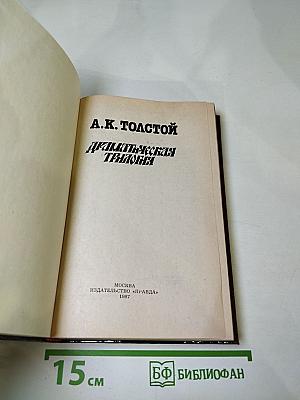 А.К.ТОЛСТОЙ
ДРАМАТИЧЕСКАЯ
ТРИЛОГИЯ
МОСКВА
ИЗДАТЕЛЬСТВО «ПРАВДА»
1987
15 см
БФ БИБЛИОФАН